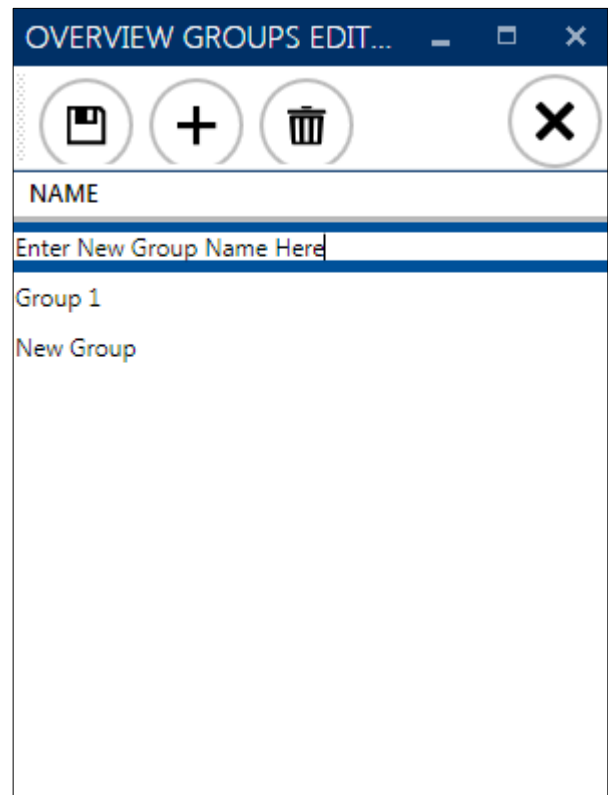 OVERVIEW GROUPS EDIT...
NAME
Enter New Group Name Here
Group 1
New Group